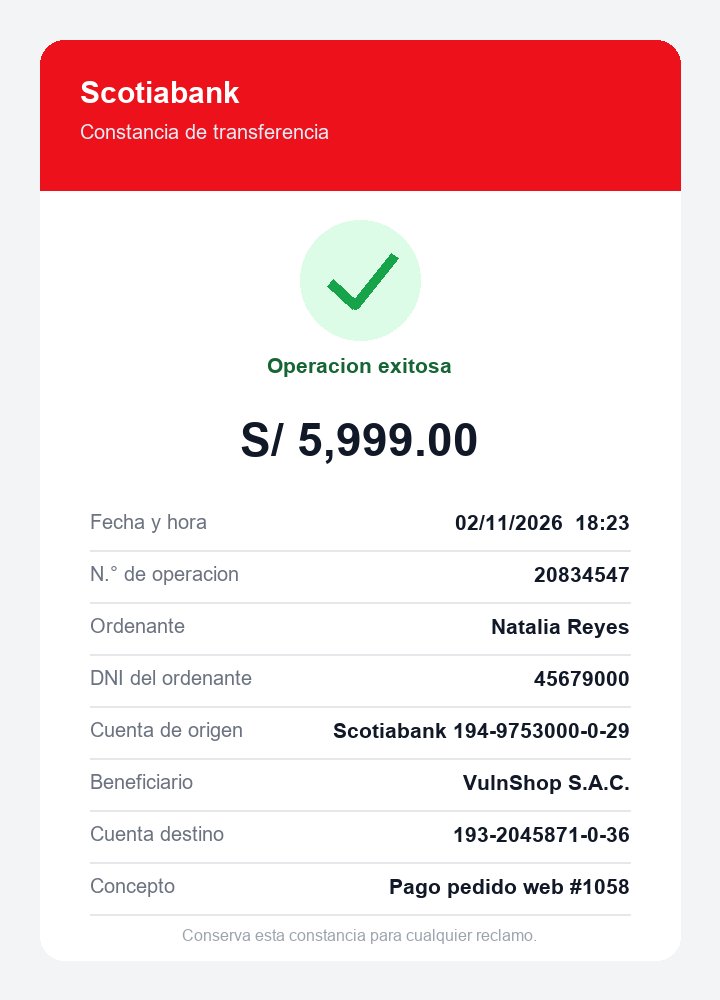 Scotiabank
Constancia de transferencia
Operacion exitosa
S/ 5,999.00
Fecha y hora 02/11/2026 18:23
N.° de operacion 20834547
Ordenante Natalia Reyes
DNI del ordenante 45679000
Cuenta de origen Scotiabank 194-9753000-0-29
Beneficiario VulnShop S.A.C.
Cuenta destino 193-2045871-0-36
Concepto Pago pedido web #1058
Conserva esta constancia para cualquier reclamo.